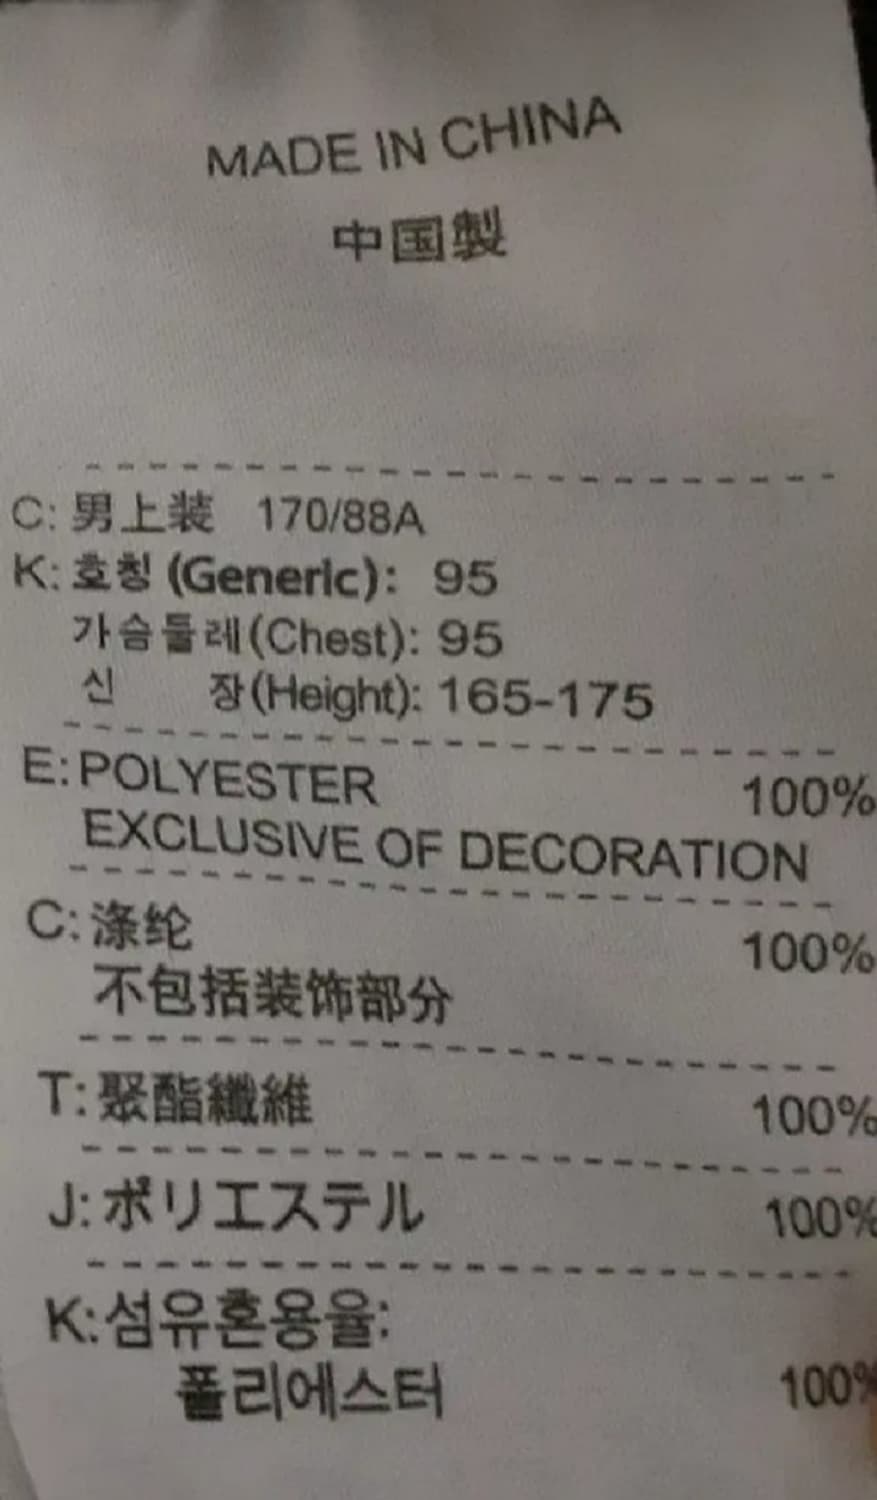 MADE IN CHINA
中国製
C: 男上装 170/88A
K: 호칭 (Generic): 95
가슴둘레(Chest): 95
신 장(Height): 165-175
E: POLYESTER 100%
EXCLUSIVE OF DECORATION
C: 涤纶 100%
不包括装饰部分
T: 聚酯纖維 100%
J: ポリエステル 100%
K: 섬유혼용율:
폴리에스터 100%